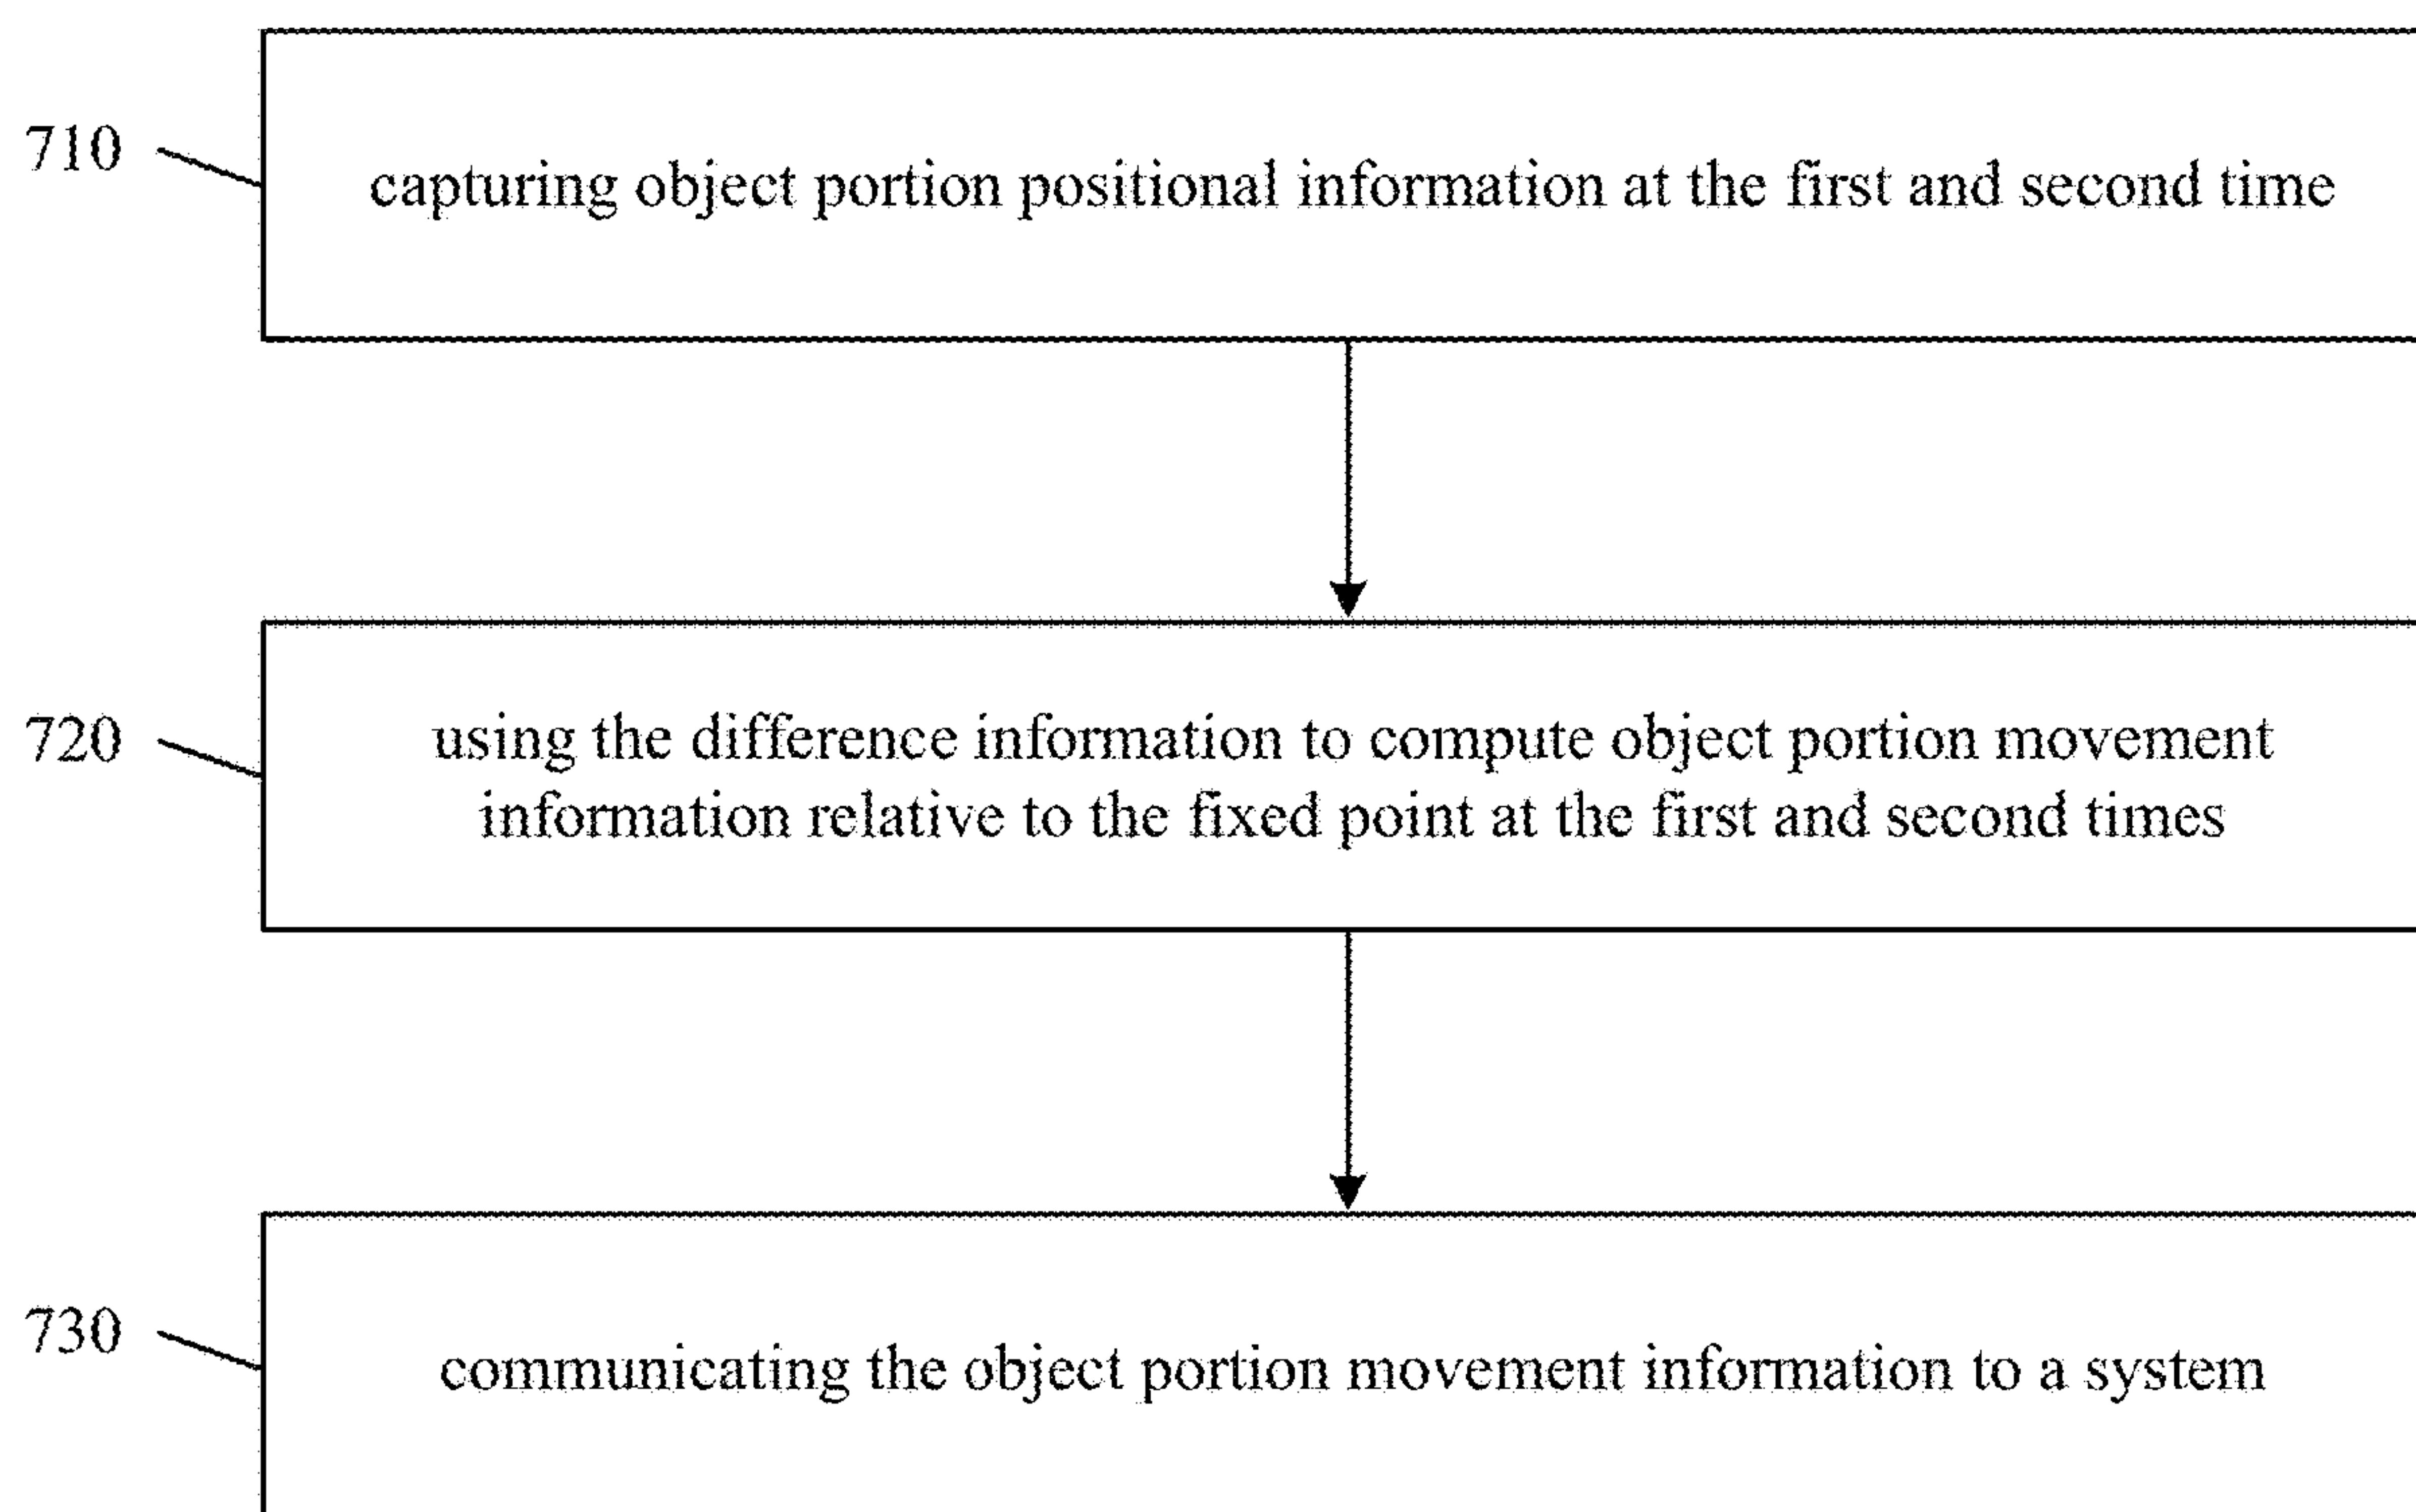 710
capturing object portion positional information at the first and second time
720
using the difference information to compute object portion movement
information relative to the fixed point at the first and second times
730
communicating the object portion movement information to a system